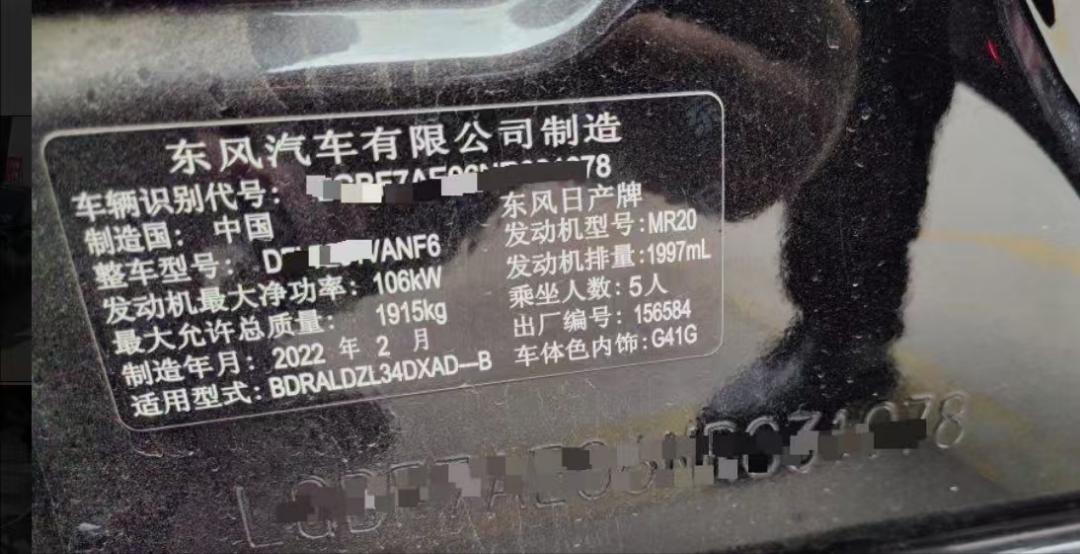 东风汽车有限公司制造
车辆识别代号: 78
制造国: 中国 东风日产牌
整车型号: ANF6 发动机型号:MR20
发动机最大净功率: 106kW 发动机排量:1997mL
最大允许总质量: 1915kg 乘坐人数:5人
制造年月: 2022 年 2 月 出厂编号: 156584
适用型式: BDRALDZL34DXAD---B 车体色内饰:G41G